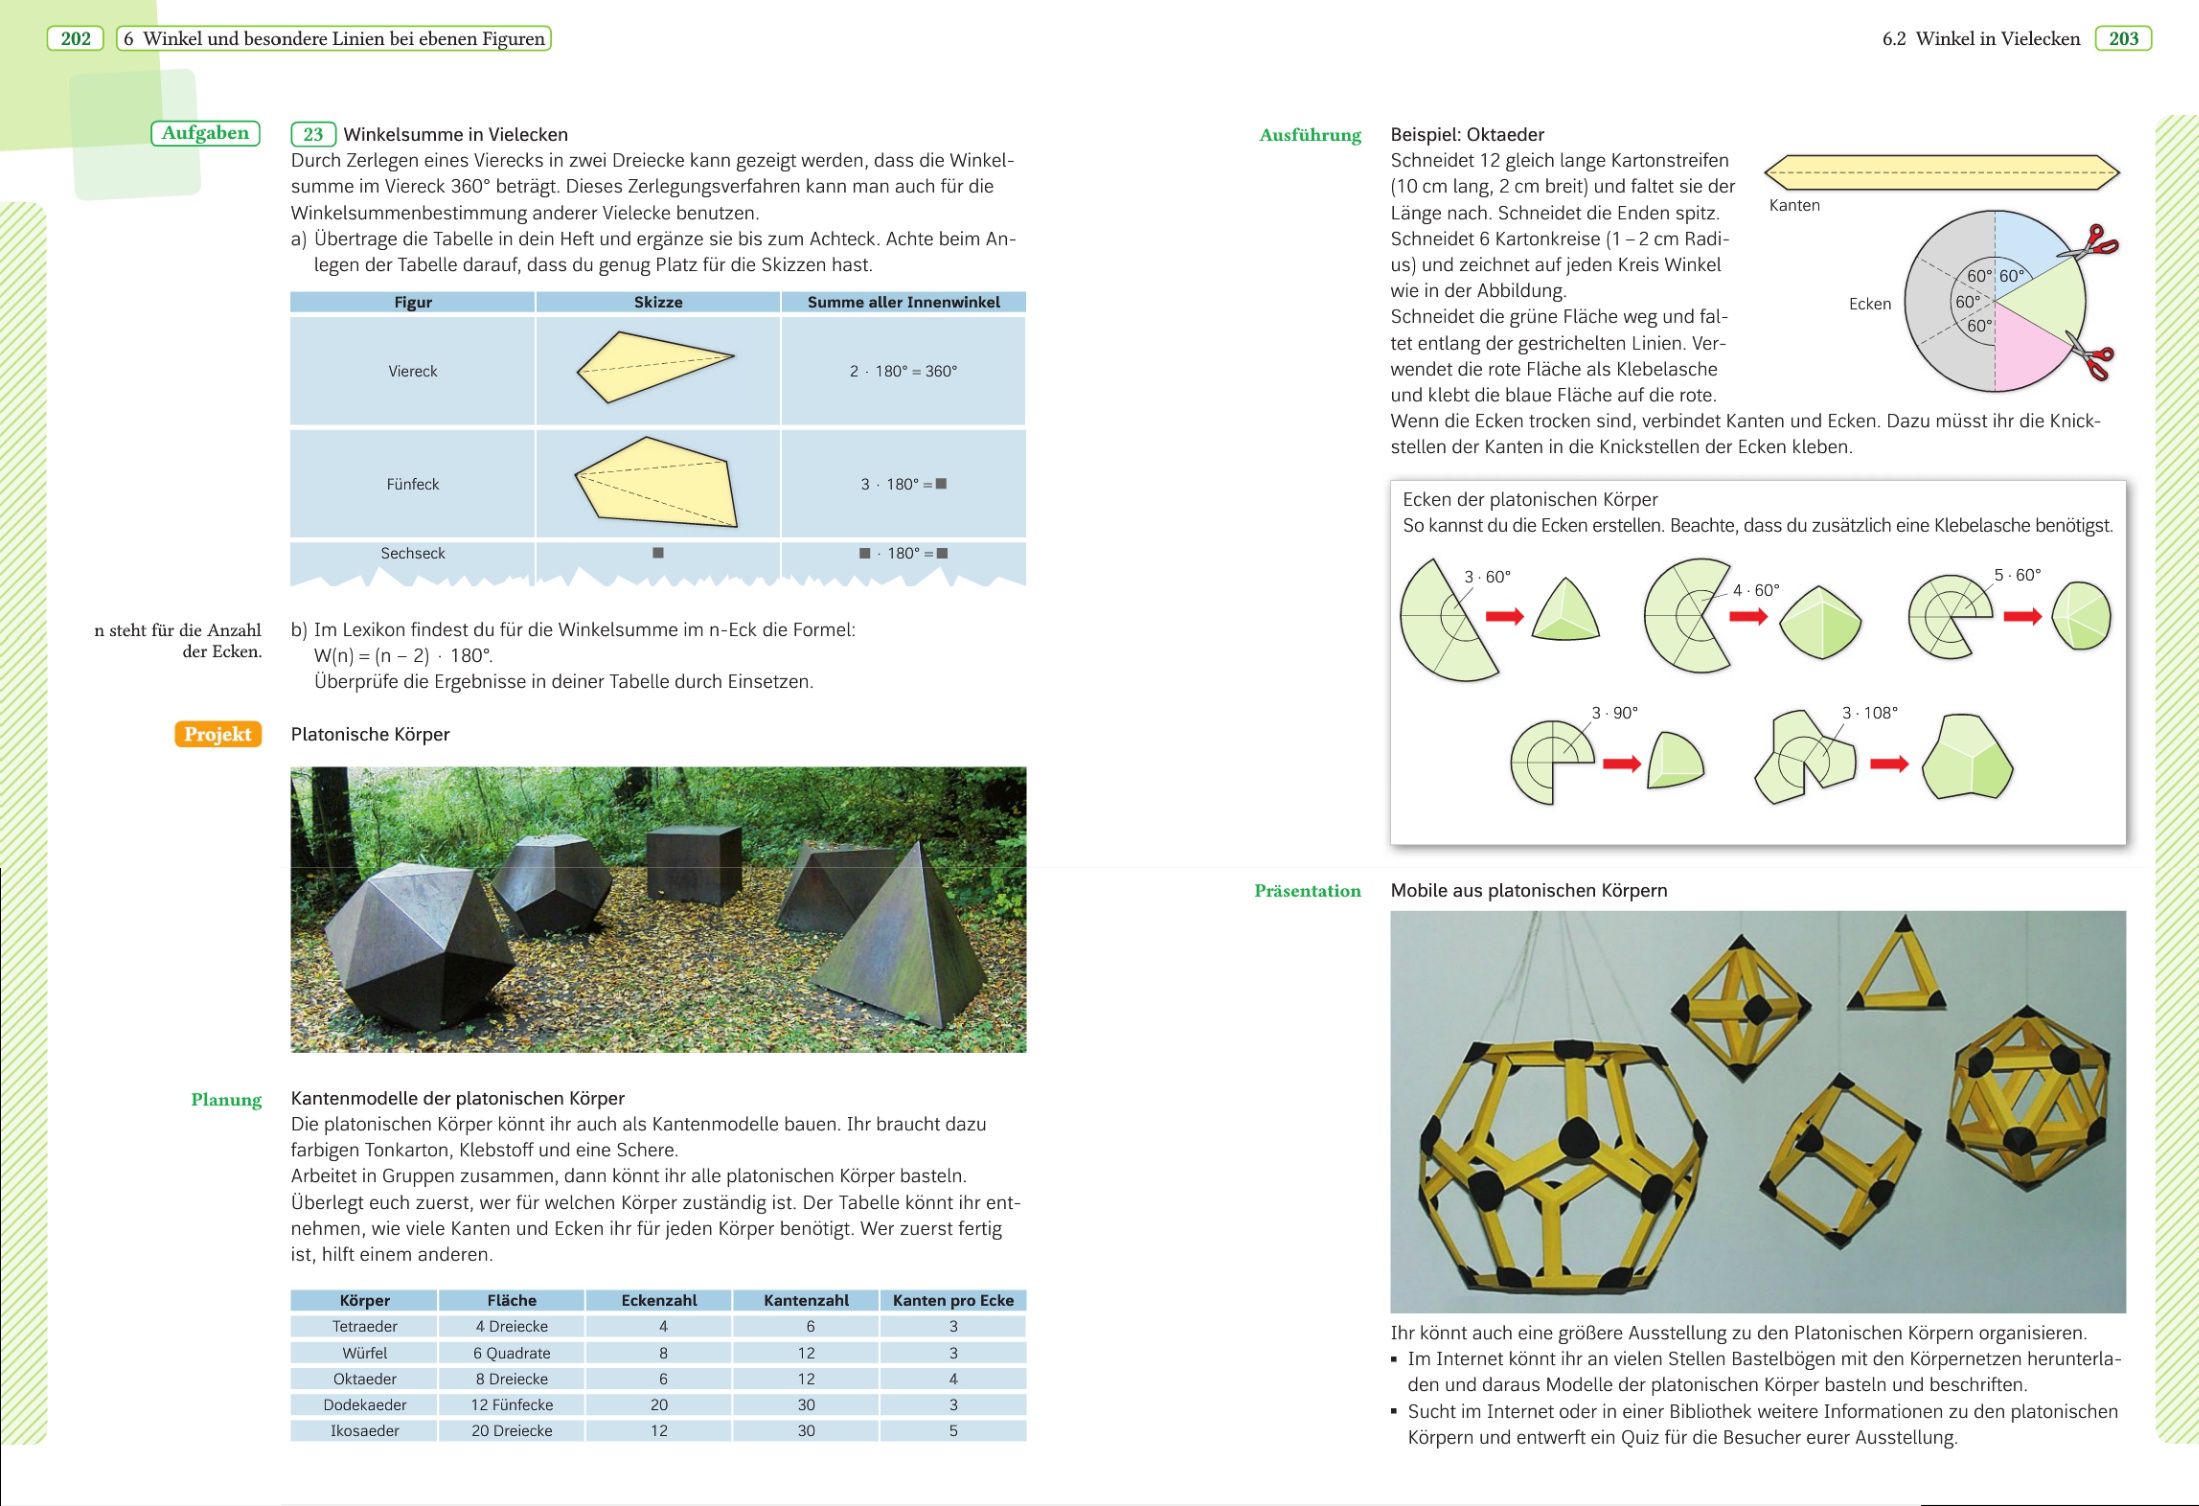 202 6 Winkel und besondere Linien bei ebenen Figuren
Aufgaben
23 Winkelsumme in Vielecken
Durch Zerlegen eines Vierecks in zwei Dreiecke kann gezeigt werden, dass die Winkel-
summe im Viereck 360° beträgt. Dieses Zerlegungsverfahren kann man auch für die
Winkelsummenbestimmung anderer Vielecke benutzen.
a) Übertrage die Tabelle in dein Heft und ergänze sie bis zum Achteck. Achte beim An-
legen der Tabelle darauf, dass du genug Platz für die Skizzen hast.
Figur Skizze Summe aller Innenwinkel
Viereck 2 · 180° = 360°
Fünfeck 3 · 180° = ■
Sechseck ■ ■ · 180° = ■
n steht für die Anzahl
der Ecken.
b) Im Lexikon findest du für die Winkelsumme im n-Eck die Formel:
W(n) = (n – 2) · 180°.
Überprüfe die Ergebnisse in deiner Tabelle durch Einsetzen.
Projekt
Platonische Körper
Planung
Kantenmodelle der platonischen Körper
Die platonischen Körper könnt ihr auch als Kantenmodelle bauen. Ihr braucht dazu
farbigen Tonkarton, Klebstoff und eine Schere.
Arbeitet in Gruppen zusammen, dann könnt ihr alle platonischen Körper basteln.
Überlegt euch zuerst, wer für welchen Körper zuständig ist. Der Tabelle könnt ihr ent-
nehmen, wie viele Kanten und Ecken ihr für jeden Körper benötigt. Wer zuerst fertig
ist, hilft einem anderen.
Körper Fläche Eckenzahl Kantenzahl Kanten pro Ecke
Tetraeder 4 Dreiecke 4 6 3
Würfel 6 Quadrate 8 12 3
Oktaeder 8 Dreiecke 6 12 4
Dodekaeder 12 Fünfecke 20 30 3
Ikosaeder 20 Dreiecke 12 30 5
6.2 Winkel in Vielecken 203
Ausführung
Beispiel: Oktaeder
Schneidet 12 gleich lange Kartonstreifen
(10 cm lang, 2 cm breit) und faltet sie der
Länge nach. Schneidet die Enden spitz.
Schneidet 6 Kartonkreise (1 – 2 cm Radi-
us) und zeichnet auf jeden Kreis Winkel
wie in der Abbildung.
Schneidet die grüne Fläche weg und fal-
tet entlang der gestrichelten Linien. Ver-
wendet die rote Fläche als Klebelasche
und klebt die blaue Fläche auf die rote.
Wenn die Ecken trocken sind, verbindet Kanten und Ecken. Dazu müsst ihr die Knick-
stellen der Kanten in die Knickstellen der Ecken kleben.
Kanten
Ecken
60° 60°
60°
60°
Ecken der platonischen Körper
So kannst du die Ecken erstellen. Beachte, dass du zusätzlich eine Klebelasche benötigst.
3 · 60°
4 · 60°
5 · 60°
3 · 90°
3 · 108°
Präsentation
Mobile aus platonischen Körpern
Ihr könnt auch eine größere Ausstellung zu den Platonischen Körpern organisieren.
▪ Im Internet könnt ihr an vielen Stellen Bastelbögen mit den Körpernetzen herunterla-
den und daraus Modelle der platonischen Körper basteln und beschriften.
▪ Sucht im Internet oder in einer Bibliothek weitere Informationen zu den platonischen
Körpern und entwerft ein Quiz für die Besucher eurer Ausstellung.